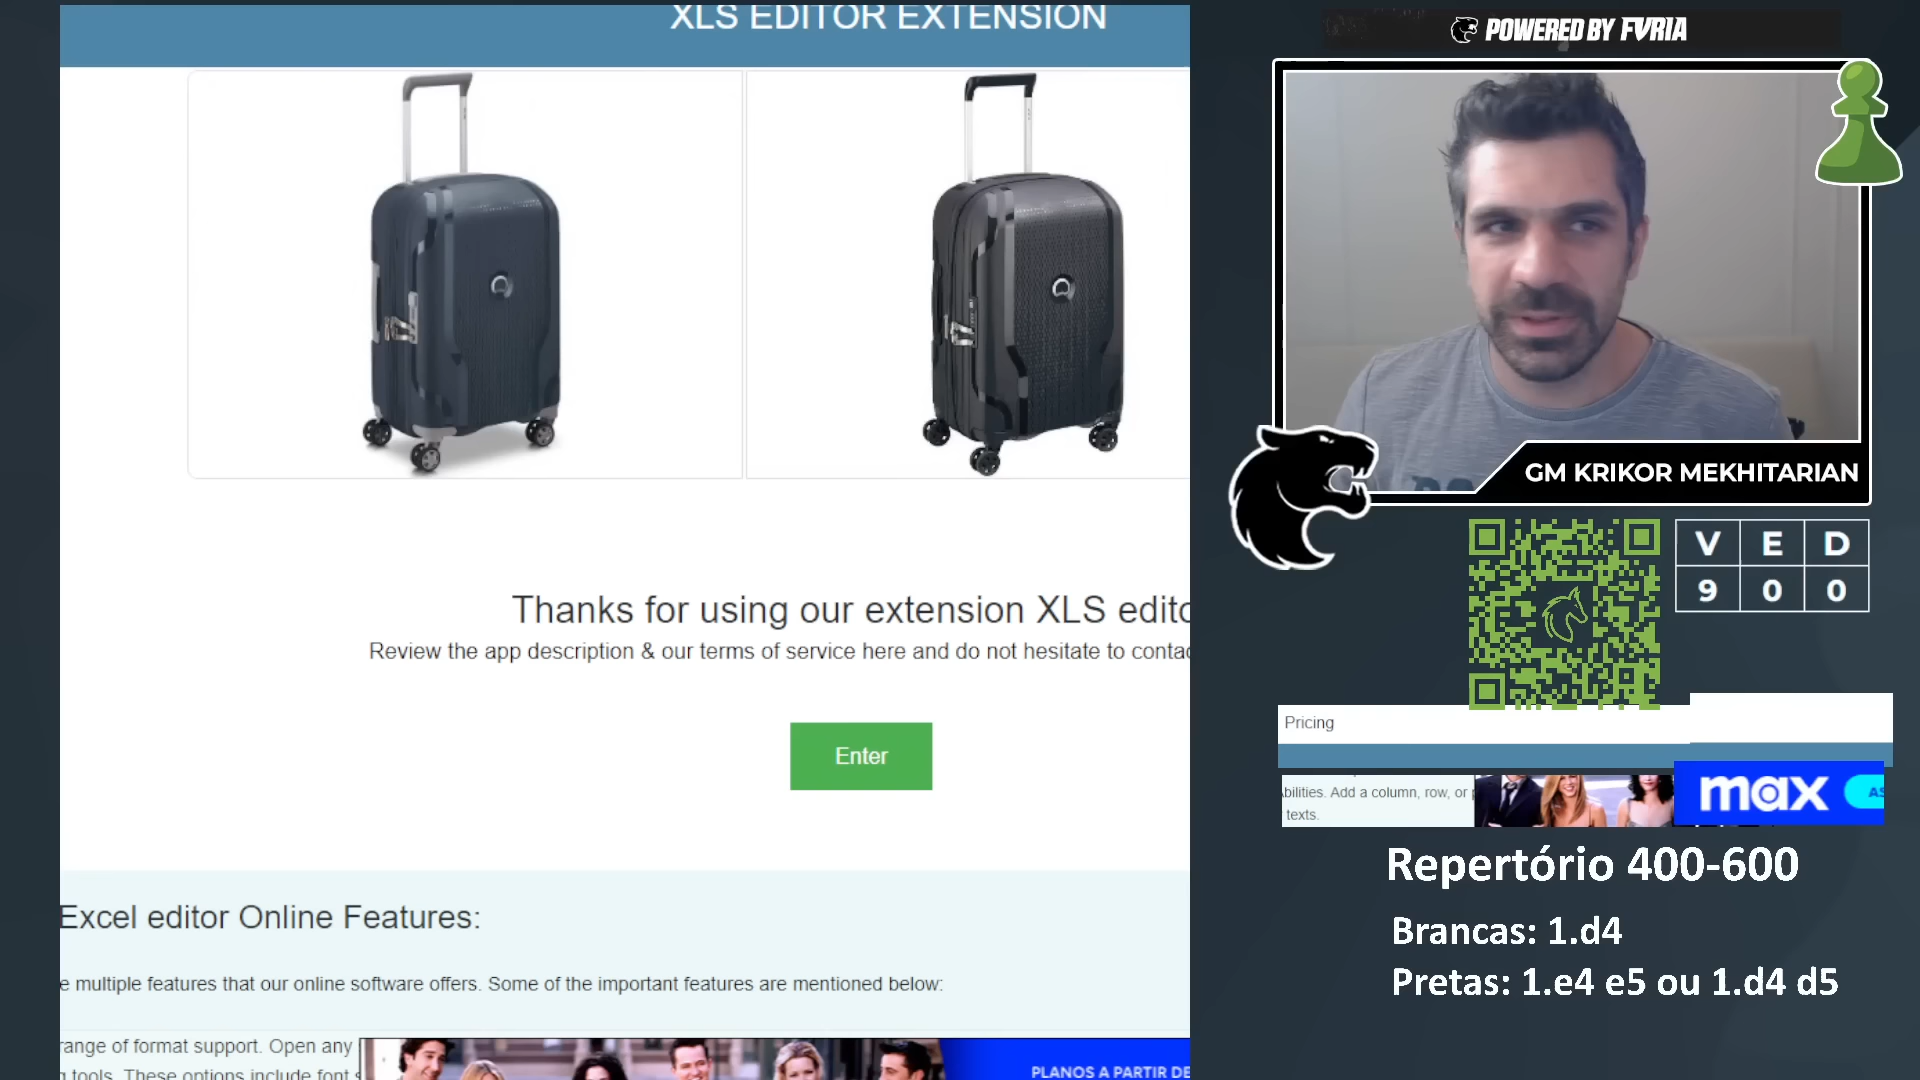 XLS EDITOR EXTENSION
Thanks for using our extension XLS edito
Review the app description & our terms of service here and do not hesitate to contac
Enter
Excel editor Online Features:
e multiple features that our online software offers. Some of the important features are mentioned below:
range of format support. Open any
tools. These options include font s
PLANOS A PARTIR DE
POWERED BY FVRIA
GM KRIKOR MEKHITARIAN
V E D
9 0 0
Pricing
bilities. Add a column, row, or p
texts.
max
AS
Repertório 400-600
Brancas: 1.d4
Pretas: 1.e4 e5 ou 1.d4 d5